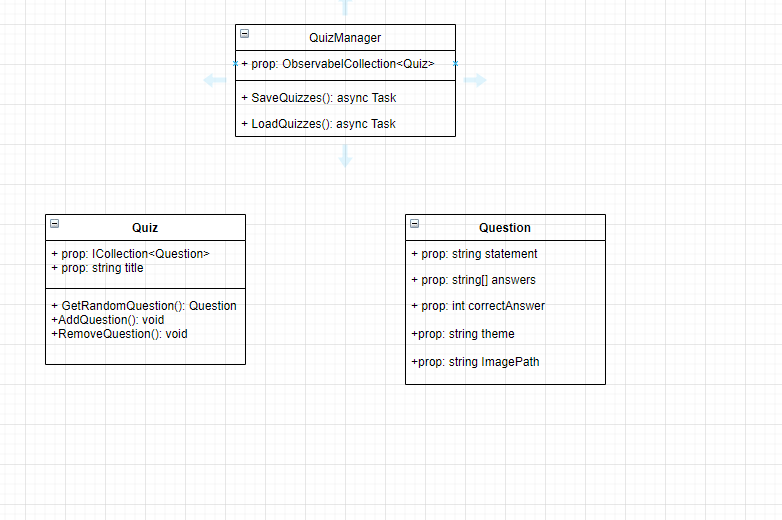 QuizManager
+ prop: ObservabelCollection<Quiz>
+ SaveQuizzes(): async Task
+ LoadQuizzes(): async Task
Quiz
+ prop: ICollection<Question>
+ prop: string title
+ GetRandomQuestion(): Question
+AddQuestion(): void
+RemoveQuestion(): void
Question
+ prop: string statement
+ prop: string[] answers
+ prop: int correctAnswer
+prop: string theme
+prop: string ImagePath